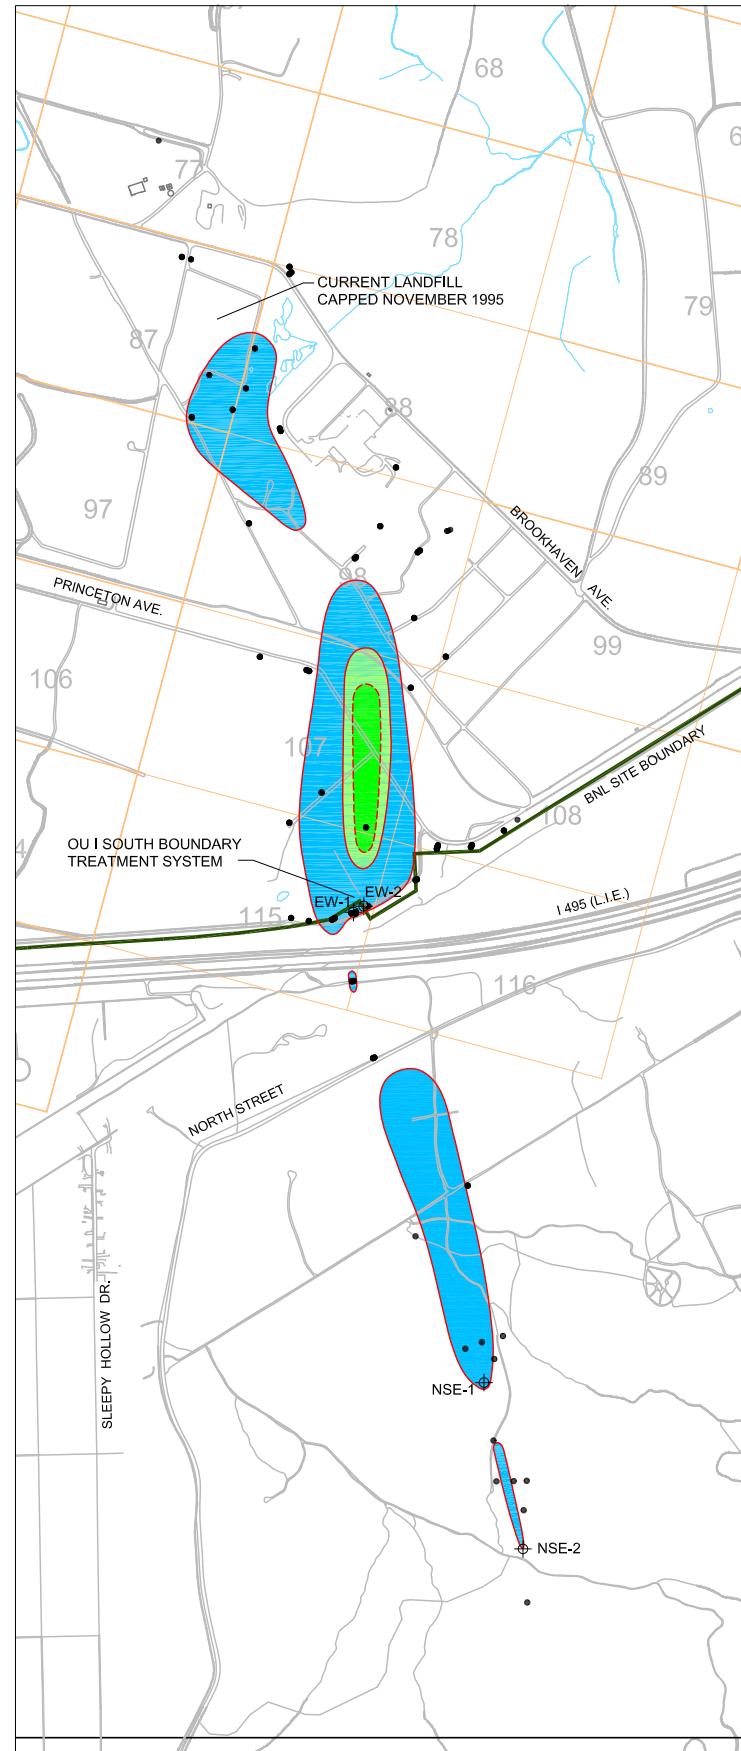 68
77
78
CURRENT LANDFILL
CAPPED NOVEMBER 1995
79
87
88
89
97
BROOKHAVEN AVE.
98
PRINCETON AVE.
99
106
107
BNL SITE BOUNDARY
108
OU I SOUTH BOUNDARY
TREATMENT SYSTEM
EW-1
EW-2
I 495 (L.I.E.)
115
116
NORTH STREET
SLEEPY HOLLOW DR.
NSE-1
NSE-2